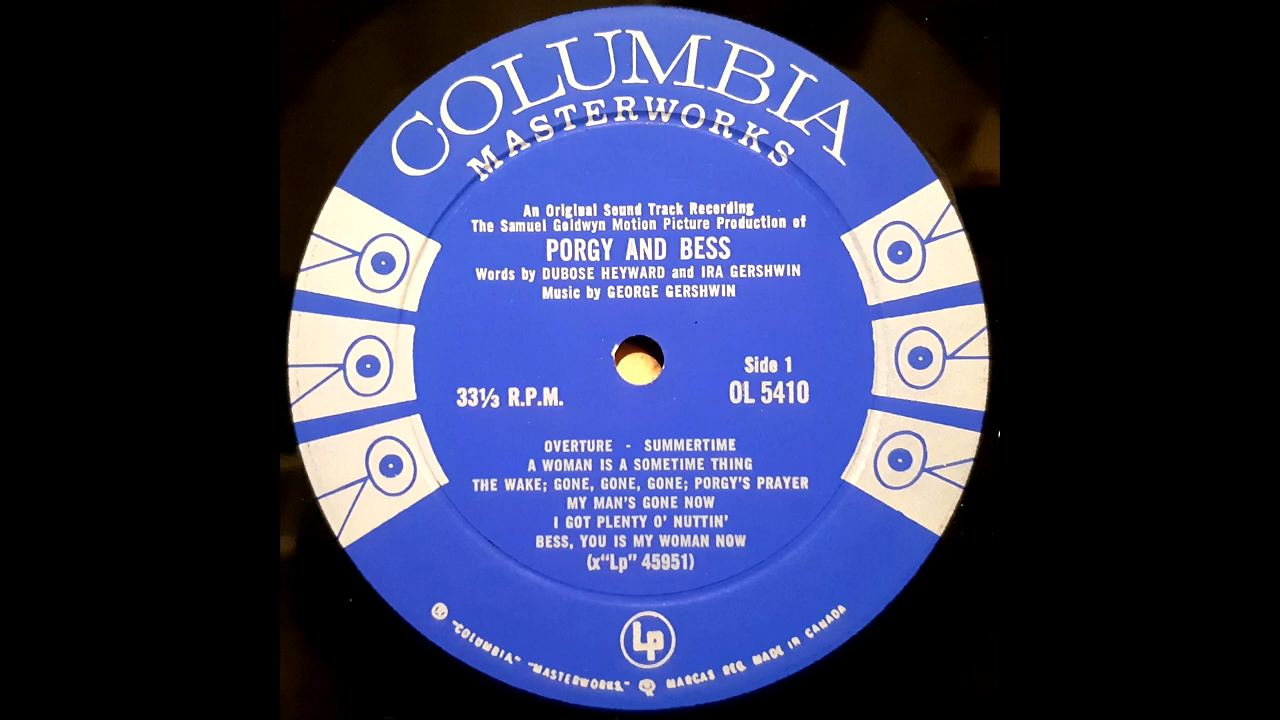 COLUMBIA
MASTERWORKS
An Original Sound Track Recording
The Samuel Goldwyn Motion Picture Production of
PORGY AND BESS
Words by DUBOSE HEYWARD and IRA GERSHWIN
Music by GEORGE GERSHWIN
Side 1
33⅓ R.P.M.
OL 5410
OVERTURE - SUMMERTIME
A WOMAN IS A SOMETIME THING
THE WAKE; GONE, GONE, GONE; PORGY'S PRAYER
MY MAN'S GONE NOW
I GOT PLENTY O' NUTTIN'
BESS, YOU IS MY WOMAN NOW
(x"Lp" 45951)
Lp
"COLUMBIA," "MASTERWORKS," MARCAS REG. MADE IN CANADA